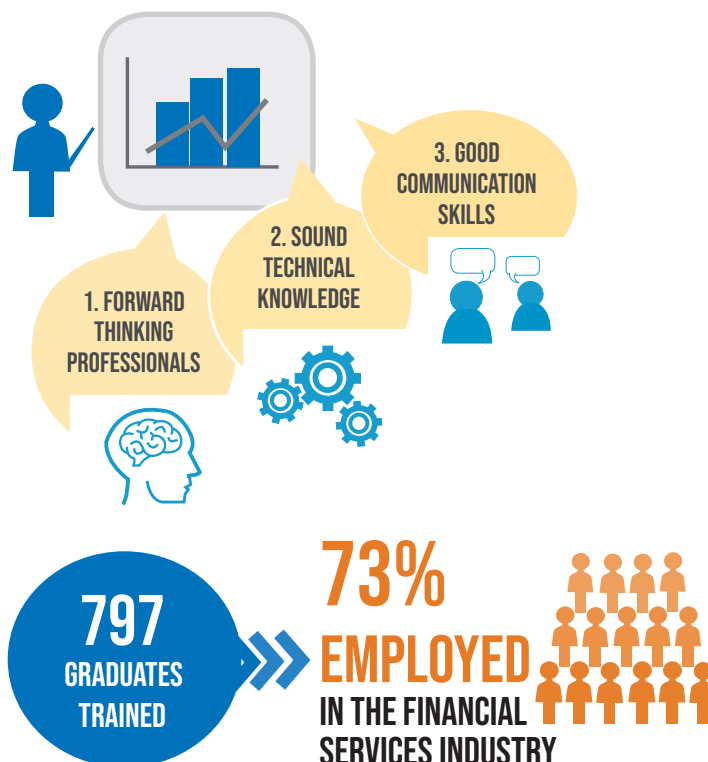 1. FORWARD
THINKING
PROFESSIONALS
2. SOUND
TECHNICAL
KNOWLEDGE
3. GOOD
COMMUNICATION
SKILLS
797
GRADUATES
TRAINED
73%
EMPLOYED
IN THE FINANCIAL
SERVICES INDUSTRY